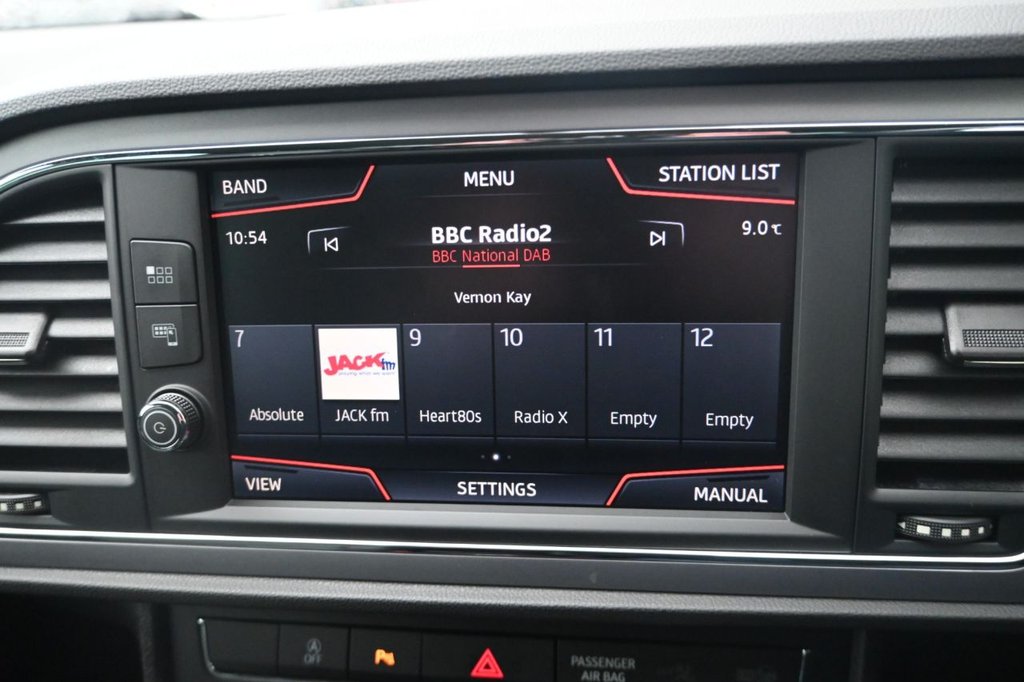 BAND MENU STATION LIST
10:54 BBC Radio2 9.0℃
BBC National DAB
Vernon Kay
7 JACK fm 9 10 11 12
Absolute JACK fm Heart80s Radio X Empty Empty
VIEW SETTINGS MANUAL
A OFF
PASSENGER
AIR BAG